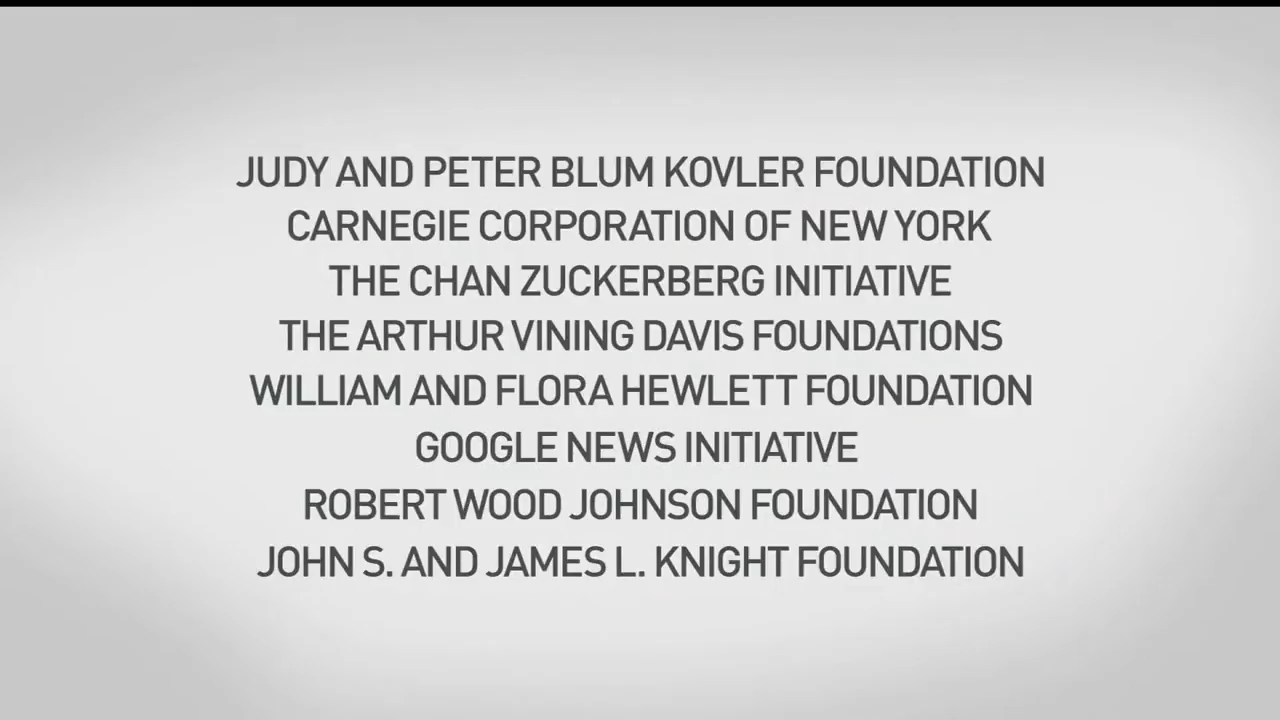 JUDY AND PETER BLUM KOVLER FOUNDATION
CARNEGIE CORPORATION OF NEW YORK
THE CHAN ZUCKERBERG INITIATIVE
THE ARTHUR VINING DAVIS FOUNDATIONS
WILLIAM AND FLORA HEWLETT FOUNDATION
GOOGLE NEWS INITIATIVE
ROBERT WOOD JOHNSON FOUNDATION
JOHN S. AND JAMES L. KNIGHT FOUNDATION